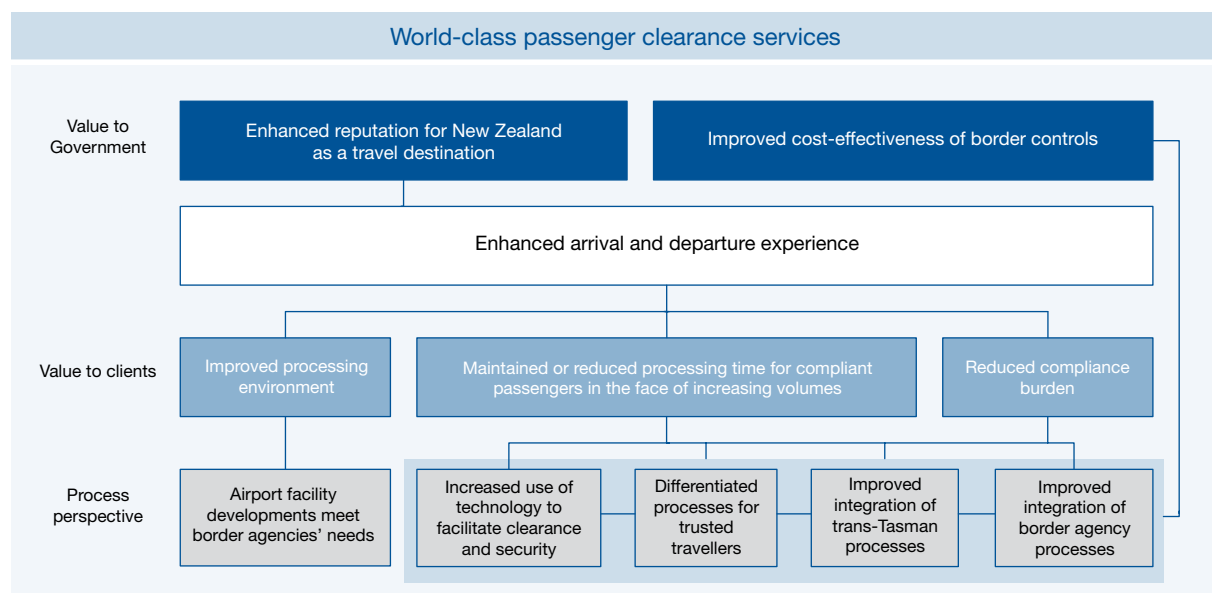 World-class passenger clearance services
Value to
Government
Enhanced reputation for New Zealand
as a travel destination
Improved cost-effectiveness of border controls
Enhanced arrival and departure experience
Value to clients
Improved processing
environment
Maintained or reduced processing time for compliant
passengers in the face of increasing volumes
Reduced compliance
burden
Process
perspective
Airport facility
developments meet
border agencies’ needs
Increased use of
technology to
facilitate clearance
and security
Differentiated
processes for
trusted
travellers
Improved
integration of
trans-Tasman
processes
Improved
integration of
border agency
processes